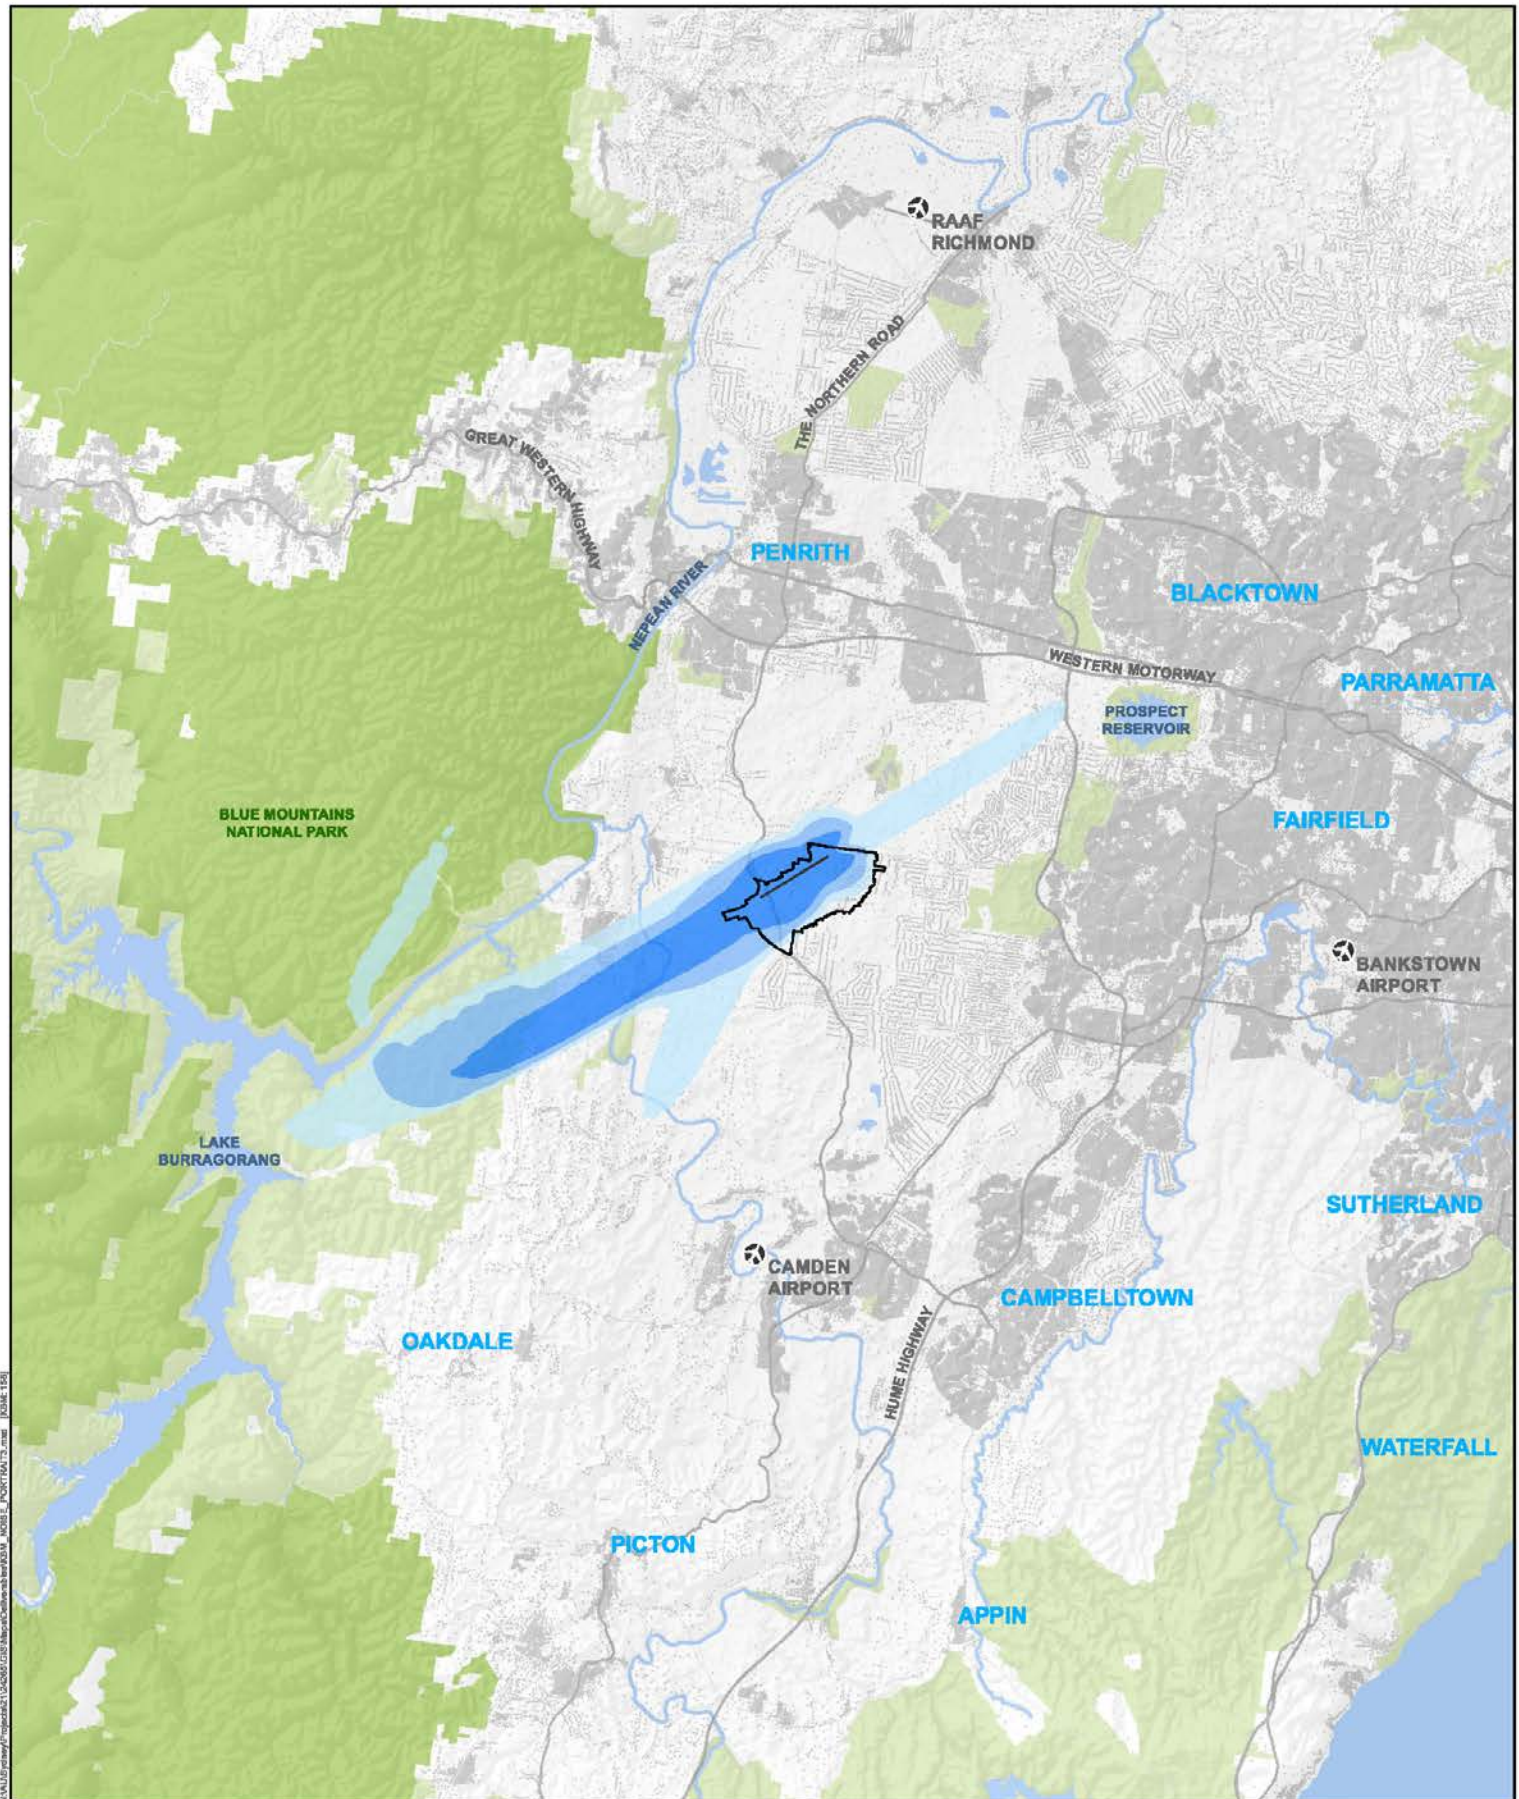 RAAF
RICHMOND
THE NORTHERN ROAD
GREAT WESTERN HIGHWAY
PENRITH
NEPEAN RIVER
BLACKTOWN
WESTERN MOTORWAY
PARRAMATTA
PROSPECT
RESERVOIR
BLUE MOUNTAINS
NATIONAL PARK
FAIRFIELD
BANKSTOWN
AIRPORT
LAKE
BURRAGORANG
SUTHERLAND
CAMDEN
AIRPORT
CAMPBELLTOWN
OAKDALE
HUME HIGHWAY
WATERFALL
PICTON
APPIN